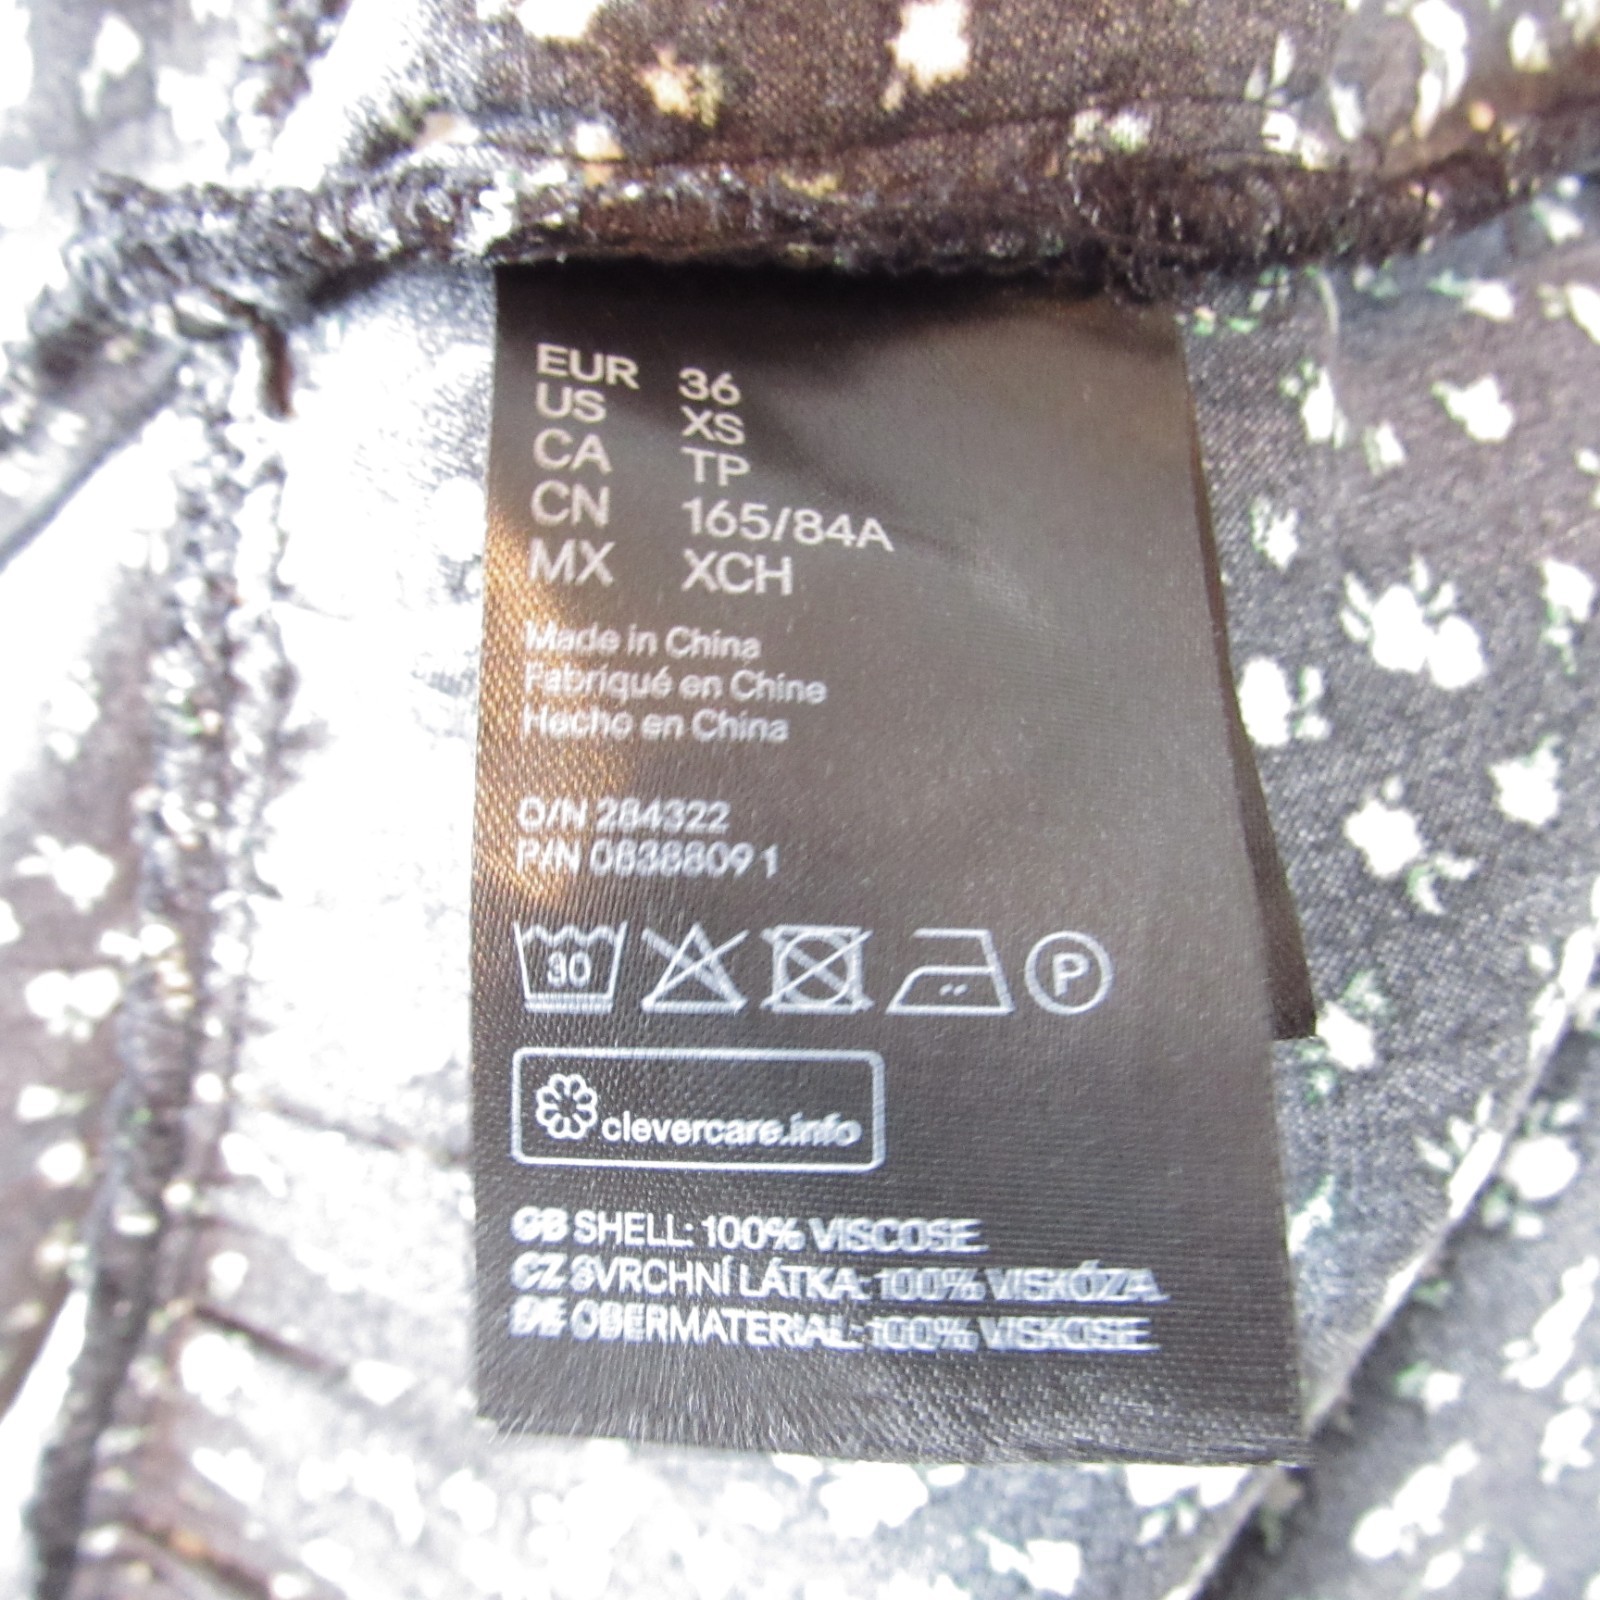 EUR 36
US XS
CA TP
CN 165/84A
MX XCH
Made in China
Fabriqué en Chine
Hecho en China
O/N 284322
P/N 08388091
30 P
clevercare.info
GB SHELL: 100% VISCOSE
CZ SVRCHNÍ LÁTKA: 100% VISKÓZA
DE OBERMATERIAL: 100% VISKOSE